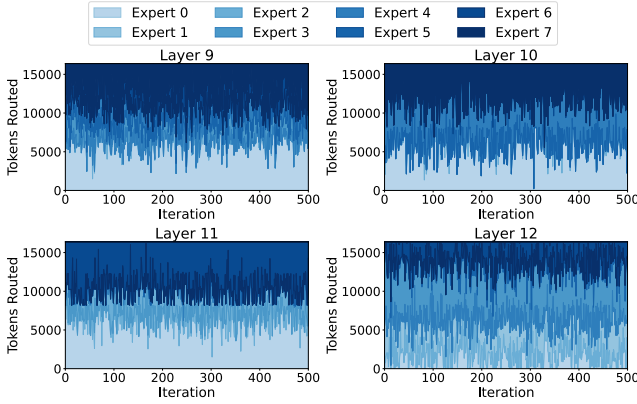 Expert 0 Expert 2 Expert 4 Expert 6
Expert 1 Expert 3 Expert 5 Expert 7
Layer 9 Layer 10
Tokens Routed
15000
10000
5000
0
0 100 200 300 400 500
Iteration
Tokens Routed
15000
10000
5000
0
0 100 200 300 400 500
Iteration
Layer 11 Layer 12
Tokens Routed
15000
10000
5000
0
0 100 200 300 400 500
Iteration
Tokens Routed
15000
10000
5000
0
0 100 200 300 400 500
Iteration